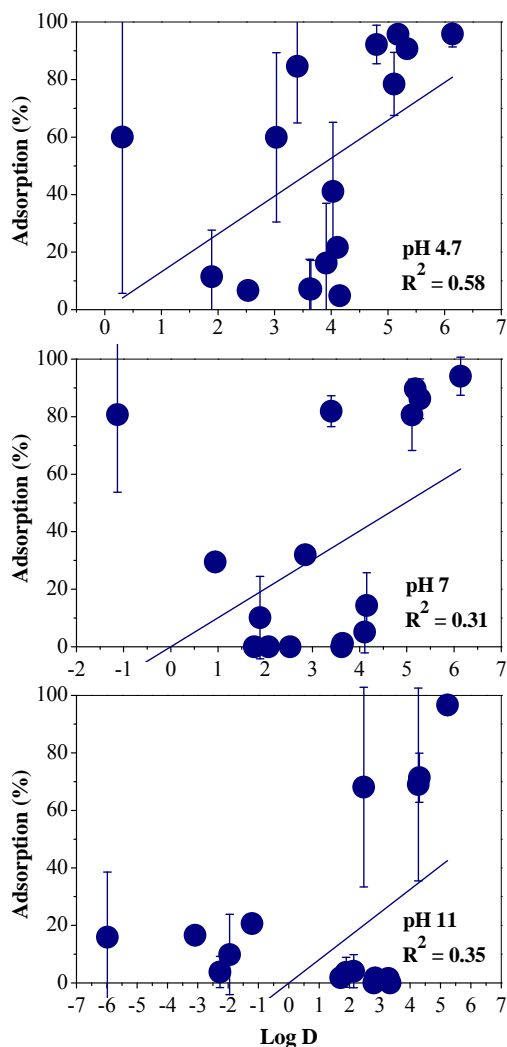 100
80
60
40
20
0
Adsorption (%)
pH 4.7
R² = 0.58
0 1 2 3 4 5 6 7
100
80
60
40
20
0
Adsorption (%)
pH 7
R² = 0.31
-2 -1 0 1 2 3 4 5 6 7
100
80
60
40
20
0
Adsorption (%)
pH 11
R² = 0.35
-7 -6 -5 -4 -3 -2 -1 0 1 2 3 4 5 6 7
Log D